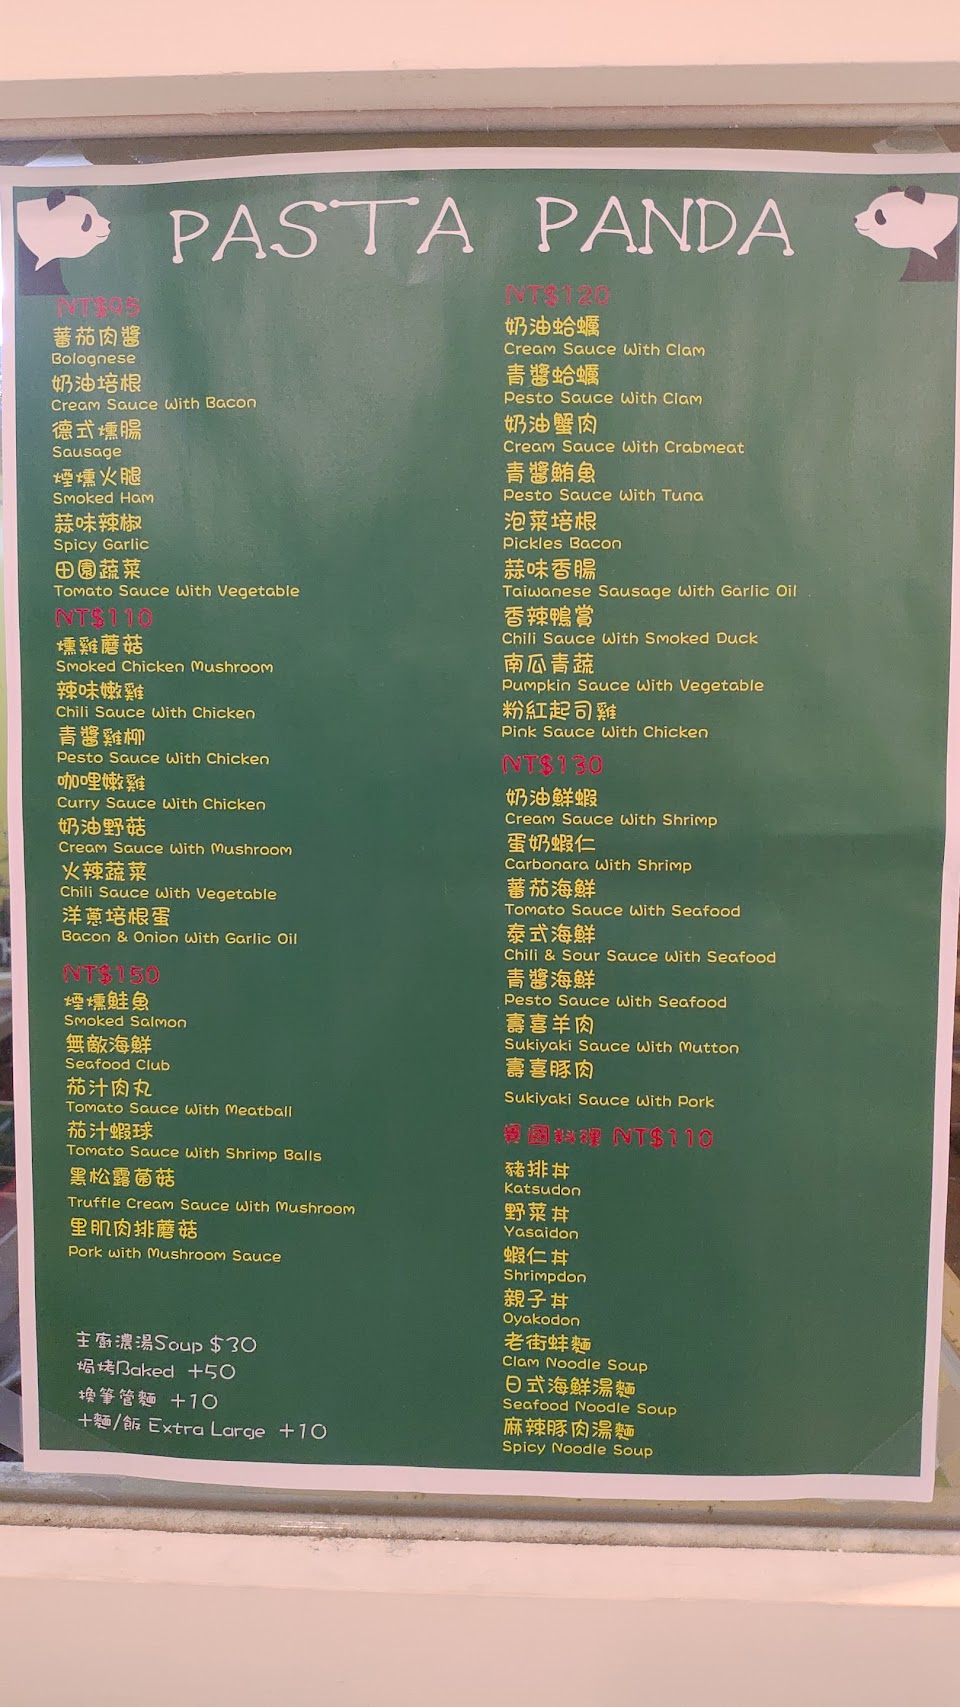 PASTA PANDA
NT$95
蕃茄肉醬
Bolognese
奶油培根
Cream Sauce With Bacon
德式燻腸
Sausage
煙燻火腿
Smoked Ham
蒜味辣椒
Spicy Garlic
田園蔬菜
Tomato Sauce With Vegetable
NT$110
燻雞蘑菇
Smoked Chicken Mushroom
辣味嫩雞
Chili Sauce With Chicken
青醬雞柳
Pesto Sauce With Chicken
咖哩嫩雞
Curry Sauce With Chicken
奶油野菇
Cream Sauce With Mushroom
火辣蔬菜
Chili Sauce With Vegetable
洋蔥培根蛋
Bacon & Onion With Garlic Oil
NT$150
煙燻鮭魚
Smoked Salmon
無敵海鮮
Seafood Club
茄汁肉丸
Tomato Sauce With Meatball
茄汁蝦球
Tomato Sauce With Shrimp Balls
黑松露菌菇
Truffle Cream Sauce With Mushroom
里肌肉排蘑菇
Pork with Mushroom Sauce
主廚濃湯Soup $30
焗烤Baked +50
換筆管麵 +10
+麵/飯 Extra Large +10
NT$120
奶油蛤蠣
Cream Sauce With Clam
青醬蛤蠣
Pesto Sauce With Clam
奶油蟹肉
Cream Sauce With Crabmeat
青醬鮪魚
Pesto Sauce With Tuna
泡菜培根
Pickles Bacon
蒜味香腸
Taiwanese Sausage With Garlic Oil
香辣鴨賞
Chili Sauce With Smoked Duck
南瓜青蔬
Pumpkin Sauce With Vegetable
粉紅起司雞
Pink Sauce With Chicken
NT$130
奶油鮮蝦
Cream Sauce With Shrimp
蛋奶蝦仁
Carbonara With Shrimp
蕃茄海鮮
Tomato Sauce With Seafood
泰式海鮮
Chili & Sour Sauce With Seafood
青醬海鮮
Pesto Sauce With Seafood
壽喜羊肉
Sukiyaki Sauce With Mutton
壽喜豚肉
Sukiyaki Sauce With Pork
異國料理 NT$110
豬排丼
Katsudon
野菜丼
Yasaidon
蝦仁丼
Shrimpdon
親子丼
Oyakodon
老街蚌麵
Clam Noodle Soup
日式海鮮湯麵
Seafood Noodle Soup
麻辣豚肉湯麵
Spicy Noodle Soup